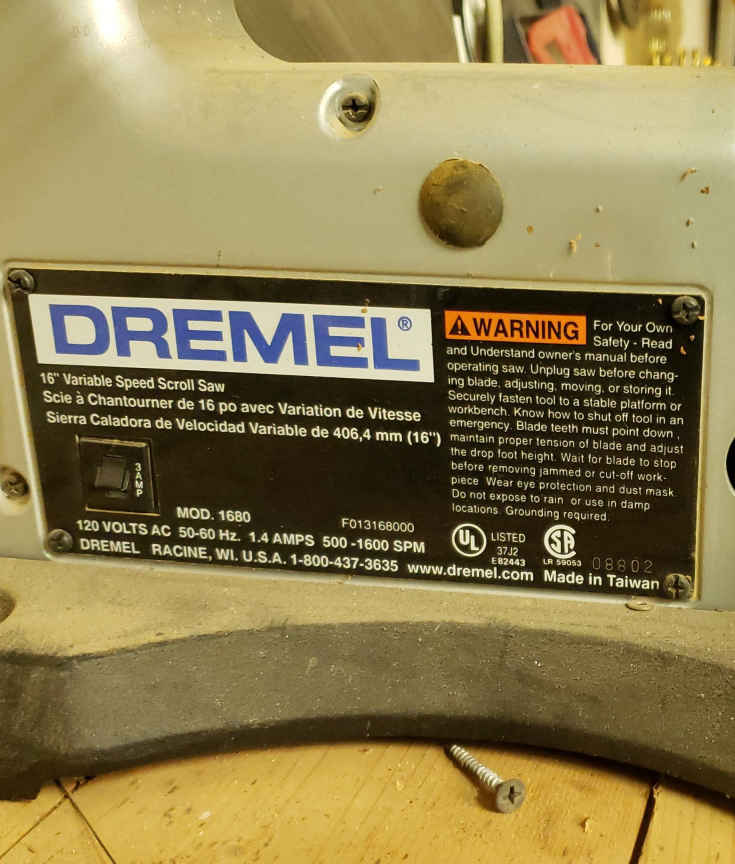 DREMEL®
16" Variable Speed Scroll Saw
Scie à Chantourner de 16 po avec Variation de Vitesse
Sierra Caladora de Velocidad Variable de 406,4 mm (16")
3 AMP
MOD. 1680
F013168000
120 VOLTS AC 50-60 Hz. 1.4 AMPS 500 -1600 SPM
DREMEL RACINE, WI. U.S.A. 1-800-437-3635 www.dremel.com Made in Taiwan
WARNING For Your Own
Safety - Read
and Understand owner's manual before
operating saw. Unplug saw before chang-
ing blade, adjusting, moving, or storing it.
Securely fasten tool to a stable platform or
workbench. Know how to shut off tool in an
emergency. Blade teeth must point down ,
maintain proper tension of blade and adjust
the drop foot height. Wait for blade to stop
before removing jammed or cut-off work-
piece. Wear eye protection and dust mask.
Do not expose to rain or use in damp
locations. Grounding required.
UL LISTED
37J2
E82443
SA
LR 59053
08802